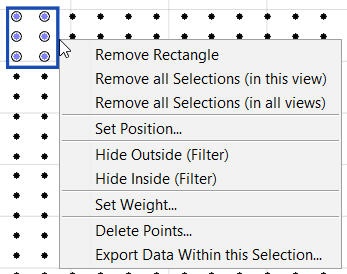 Remove Rectangle
Remove all Selections (in this view)
Remove all Selections (in all views)
Set Position...
Hide Outside (Filter)
Hide Inside (Filter)
Set Weight...
Delete Points...
Export Data Within this Selection...